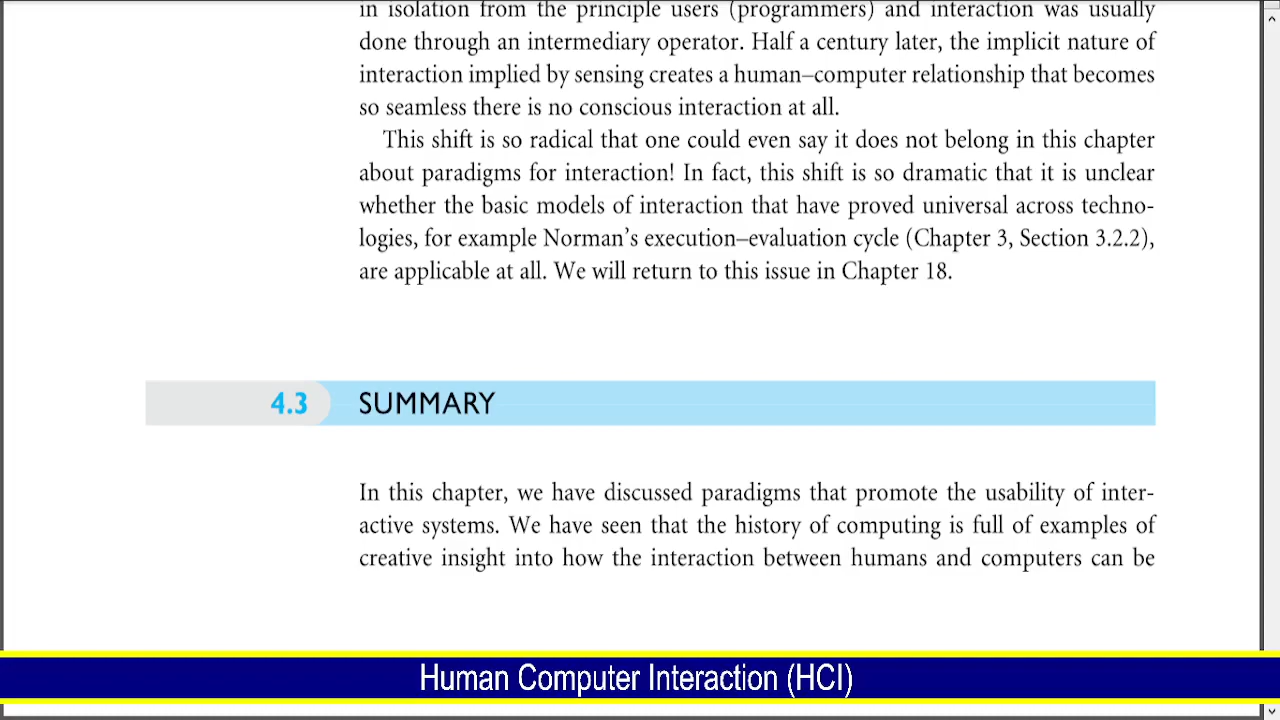 in isolation from the principle users (programmers) and interaction was usually
done through an intermediary operator. Half a century later, the implicit nature of
interaction implied by sensing creates a human–computer relationship that becomes
so seamless there is no conscious interaction at all.
This shift is so radical that one could even say it does not belong in this chapter
about paradigms for interaction! In fact, this shift is so dramatic that it is unclear
whether the basic models of interaction that have proved universal across techno-
logies, for example Norman’s execution–evaluation cycle (Chapter 3, Section 3.2.2),
are applicable at all. We will return to this issue in Chapter 18.
4.3 SUMMARY
In this chapter, we have discussed paradigms that promote the usability of inter-
active systems. We have seen that the history of computing is full of examples of
creative insight into how the interaction between humans and computers can be
Human Computer Interaction (HCI)